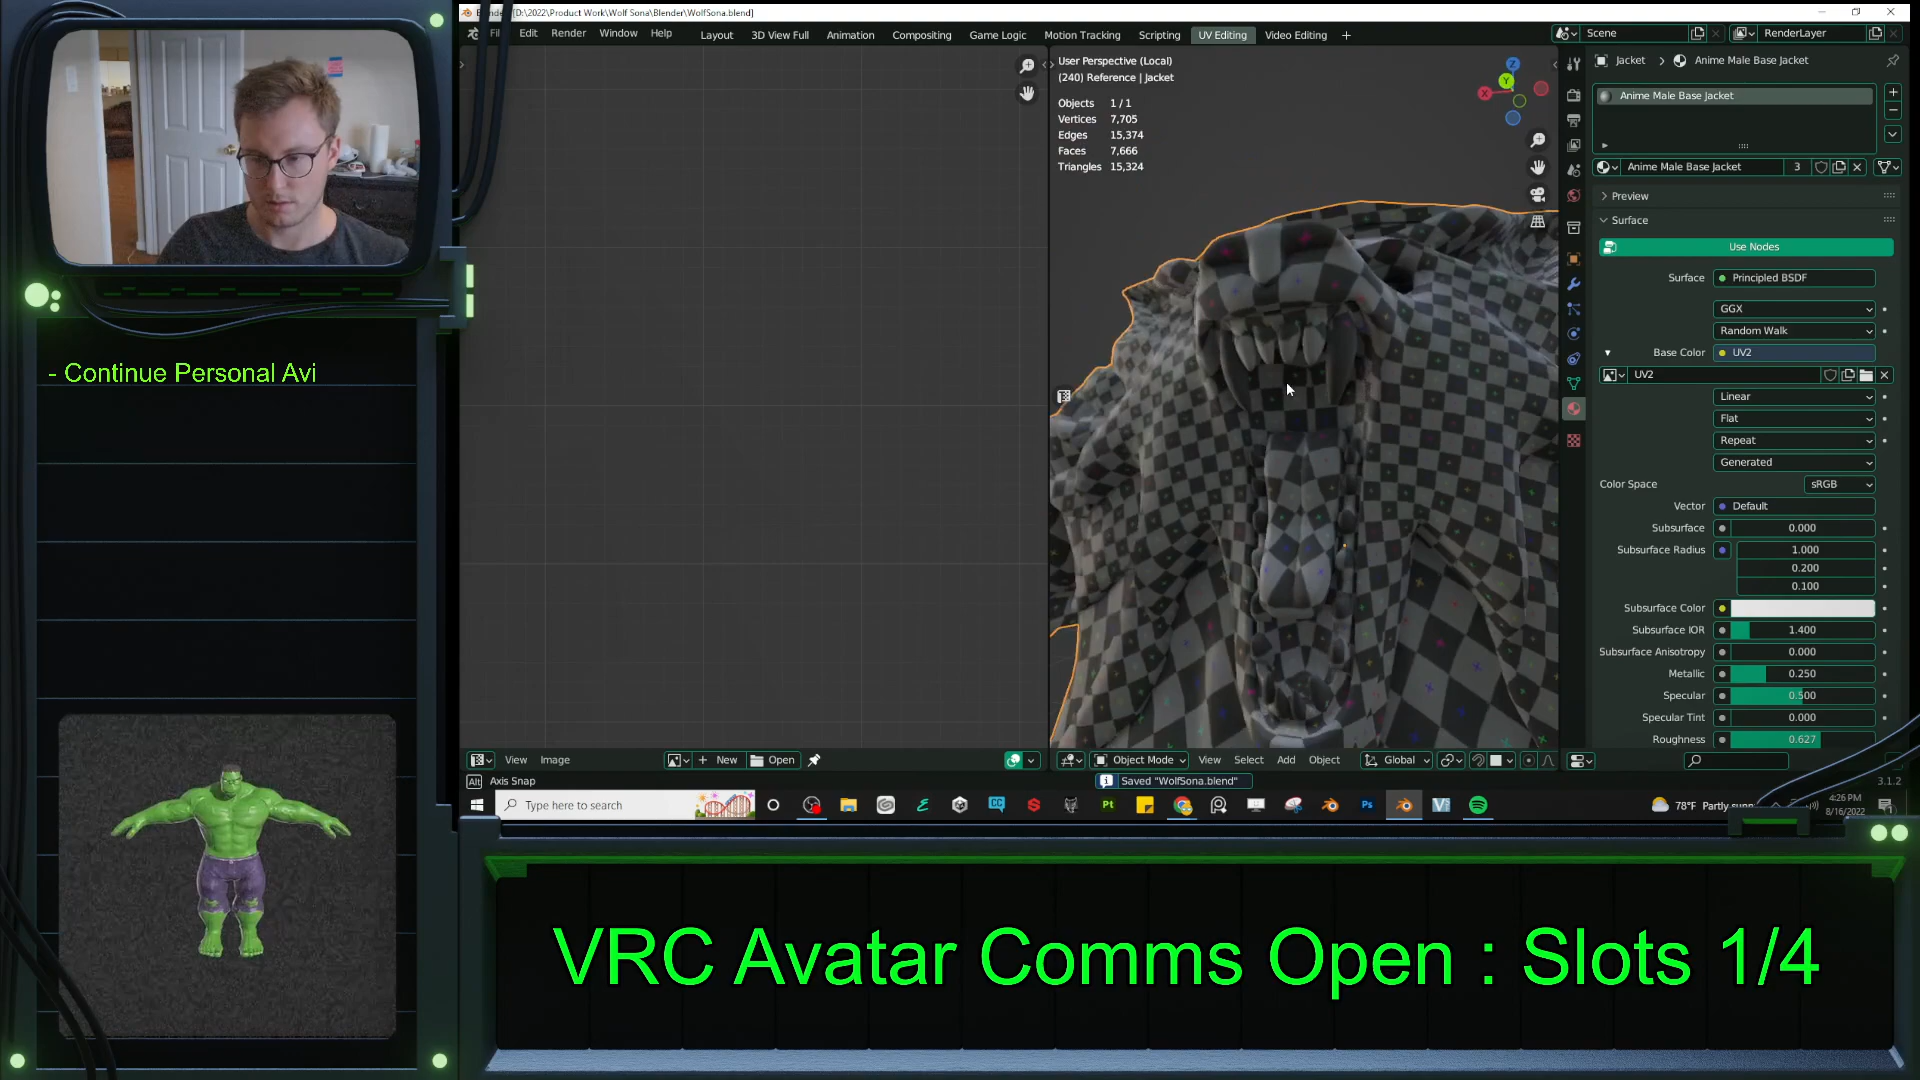 [D:\2022\Product Work\Wolf Sona\Blender\WolfSona.blend]
Edit Render Window Help
Layout 3D View Full Animation Compositing Game Logic Motion Tracking Scripting UV Editing Video Editing +
Scene
RenderLayer
User Perspective (Local)
(240) Reference | Jacket
Objects 1 / 1
Vertices 7,705
Edges 15,374
Faces 7,666
Triangles 15,324
X
Y
Z
Jacket > Anime Male Base Jacket
Anime Male Base Jacket
Anime Male Base Jacket 3
Preview
Surface
Use Nodes
Surface Principled BSDF
GGX
Random Walk
Base Color UV2
UV2
Linear
Flat
Repeat
Generated
Color Space sRGB
Vector Default
Subsurface 0.000
Subsurface Radius 1.000
0.200
0.100
Subsurface Color
Subsurface IOR 1.400
Subsurface Anisotropy 0.000
Metallic 0.250
Specular 0.500
Specular Tint 0.000
Roughness 0.627
View Image
New Open
Object Mode View Select Add Object
Global
Alt Axis Snap
Saved "WolfSona.blend"
3.1.2
Type here to search
Pt
Ps
78°F Partly sunny
4:26 PM
8/16/2022
- Continue Personal Avi
VRC Avatar Comms Open : Slots 1/4